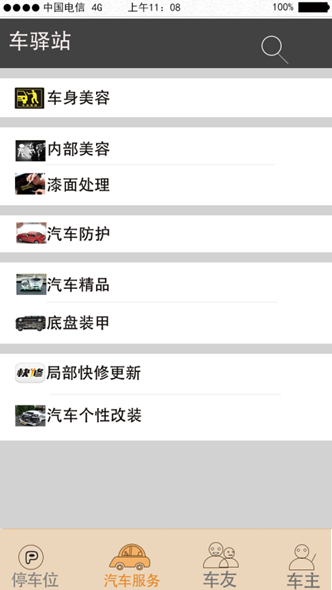 中国电信 4G 上午11：08 100%
车驿站
车身美容
内部美容
漆面处理
汽车防护
汽车精品
底盘装甲
快修 局部快修更新
汽车个性改装
P
停车位 汽车服务 车友 车主